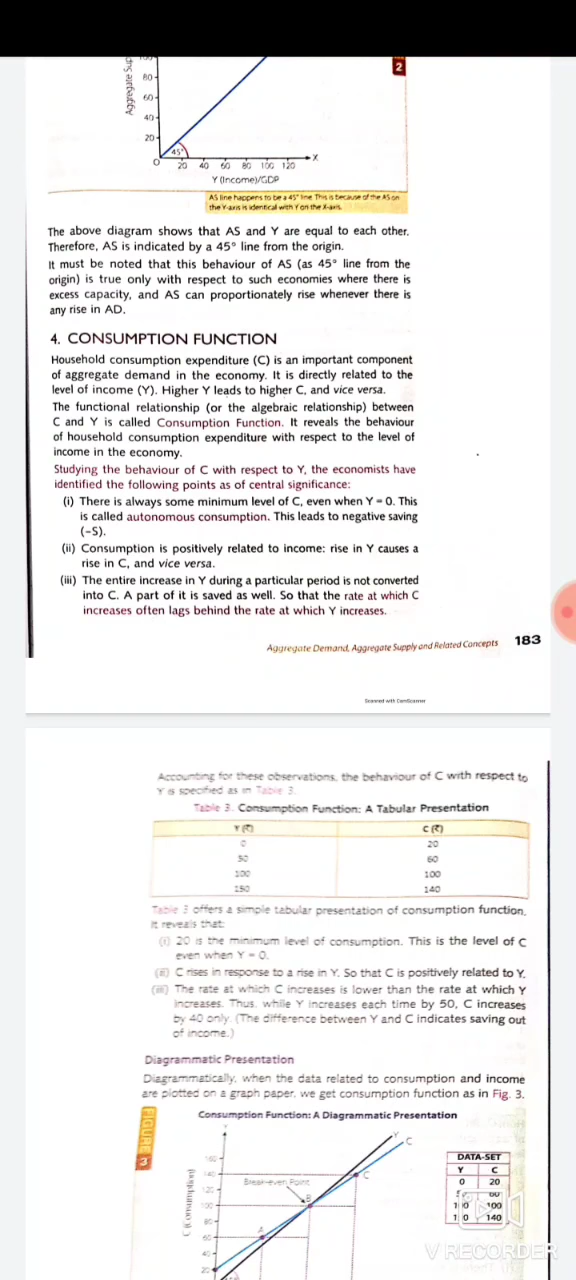 Aggregate Sup
100
80
60
40
20
45°
O
20 40 60 80 100 120
X
Y (Income)/GDP
2
AS line happens to be a 45° line This is because of the AS on
the Y-axis is identical with Y on the X-axis.
The above diagram shows that AS and Y are equal to each other.
Therefore, AS is indicated by a 45° line from the origin.
It must be noted that this behaviour of AS (as 45° line from the
origin) is true only with respect to such economies where there is
excess capacity, and AS can proportionately rise whenever there is
any rise in AD.
4. CONSUMPTION FUNCTION
Household consumption expenditure (C) is an important component
of aggregate demand in the economy. It is directly related to the
level of income (Y). Higher Y leads to higher C, and vice versa.
The functional relationship (or the algebraic relationship) between
C and Y is called Consumption Function. It reveals the behaviour
of household consumption expenditure with respect to the level of
income in the economy.
Studying the behaviour of C with respect to Y, the economists have
identified the following points as of central significance:
(i) There is always some minimum level of C, even when Y = 0. This
is called autonomous consumption. This leads to negative saving
(–S).
(ii) Consumption is positively related to income: rise in Y causes a
rise in C, and vice versa.
(iii) The entire increase in Y during a particular period is not converted
into C. A part of it is saved as well. So that the rate at which C
increases often lags behind the rate at which Y increases.
Aggregate Demand, Aggregate Supply and Related Concepts 183
Scanned with CamScanner
Accounting for these observations, the behaviour of C with respect to
Y is specified as in Table 3.
Table 3. Consumption Function: A Tabular Presentation
Y (₹) C (₹)
0 20
50 60
100 100
150 140
Table 3 offers a simple tabular presentation of consumption function.
It reveals that:
(i) 20 is the minimum level of consumption. This is the level of C
even when Y = 0.
(ii) C rises in response to a rise in Y. So that C is positively related to Y.
(iii) The rate at which C increases is lower than the rate at which Y
increases. Thus, while Y increases each time by 50, C increases
by 40 only. (The difference between Y and C indicates saving out
of income.)
Diagrammatic Presentation
Diagrammatically, when the data related to consumption and income
are plotted on a graph paper, we get consumption function as in Fig. 3.
FIGURE
3
Consumption Function: A Diagrammatic Presentation
Y
Y
C
160
140
120
100
80
60
40
20
C (Consumption)
Break-even Point
A
B
C
DATA-SET
Y C
0 20
60
100
140
V RECORDER